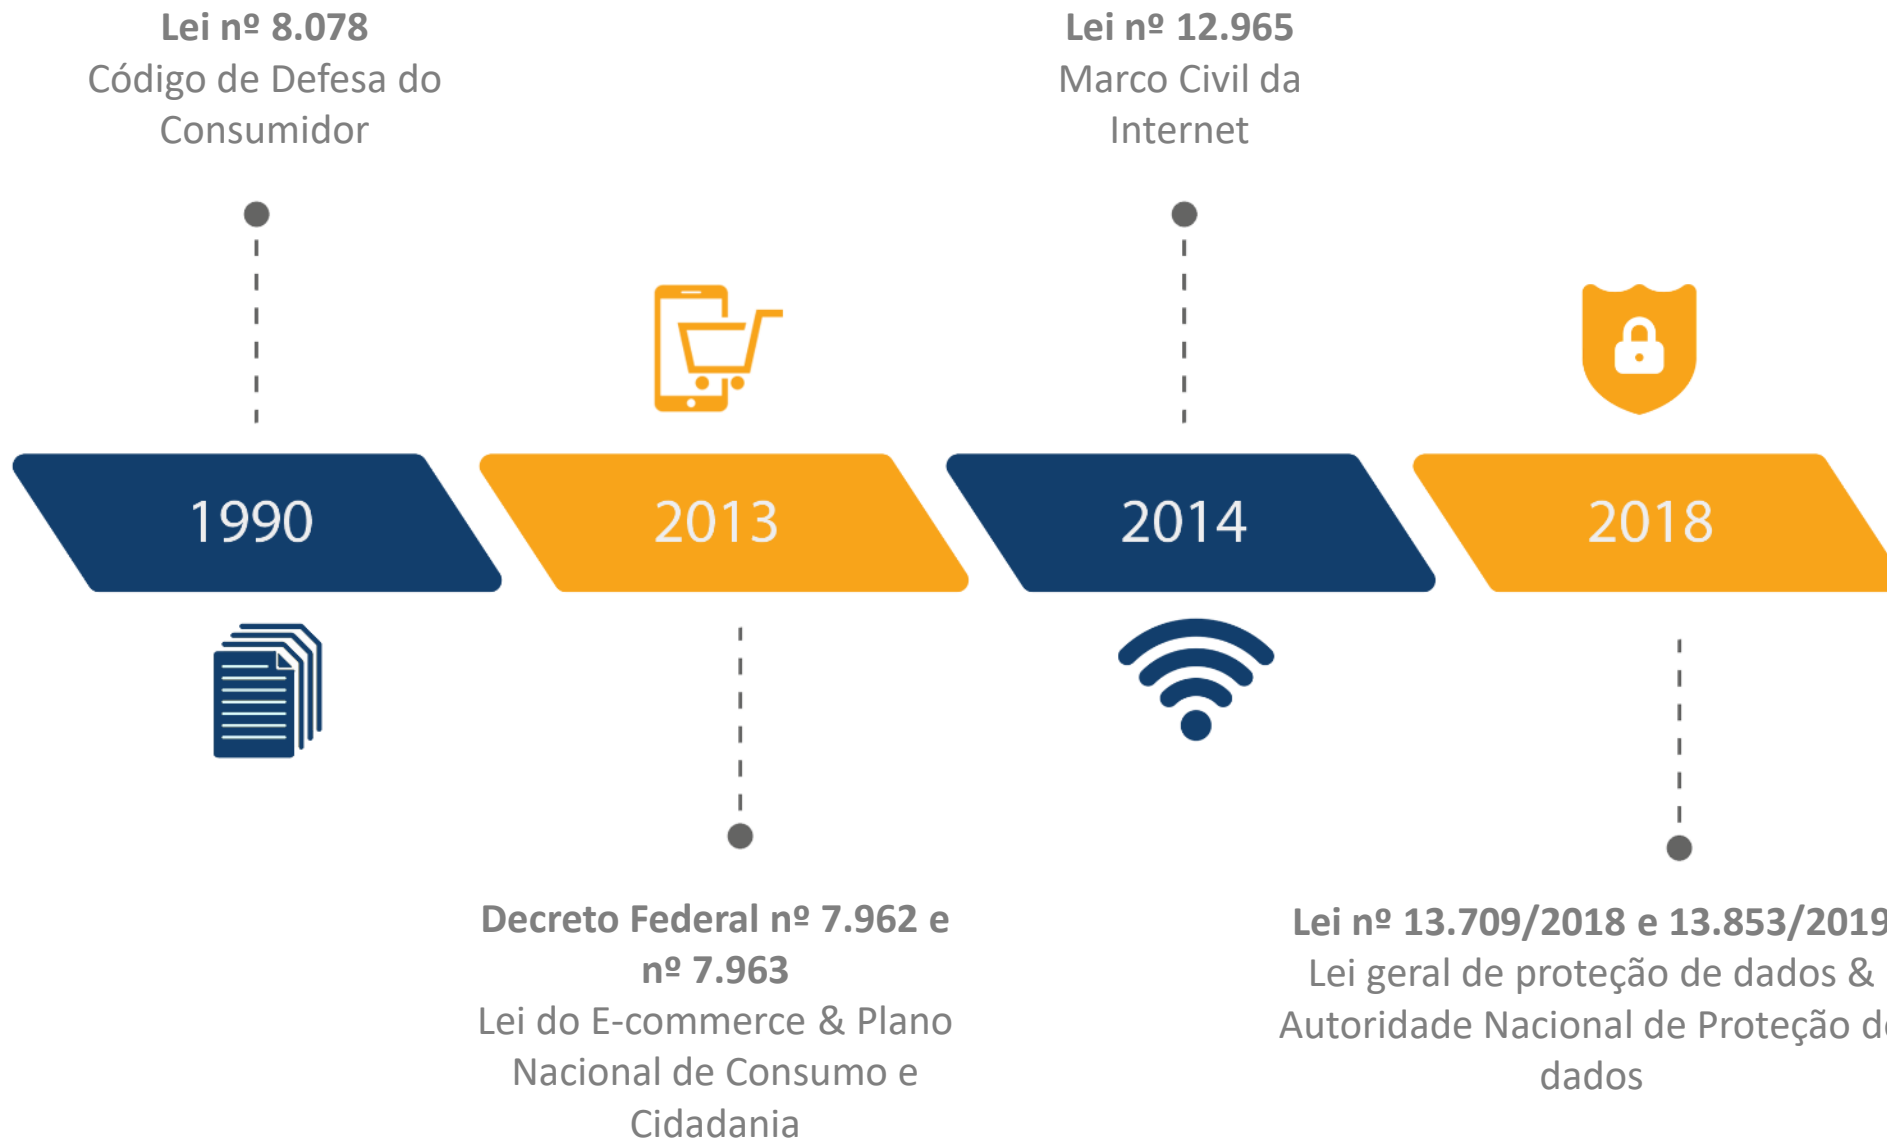 Lei nº 8.078
Código de Defesa do
Consumidor
Lei nº 12.965
Marco Civil da
Internet
1990
2013
2014
2018
Decreto Federal nº 7.962 e
nº 7.963
Lei do E-commerce & Plano
Nacional de Consumo e
Cidadania
Lei nº 13.709/2018 e 13.853/2019
Lei geral de proteção de dados &
Autoridade Nacional de Proteção de
dados